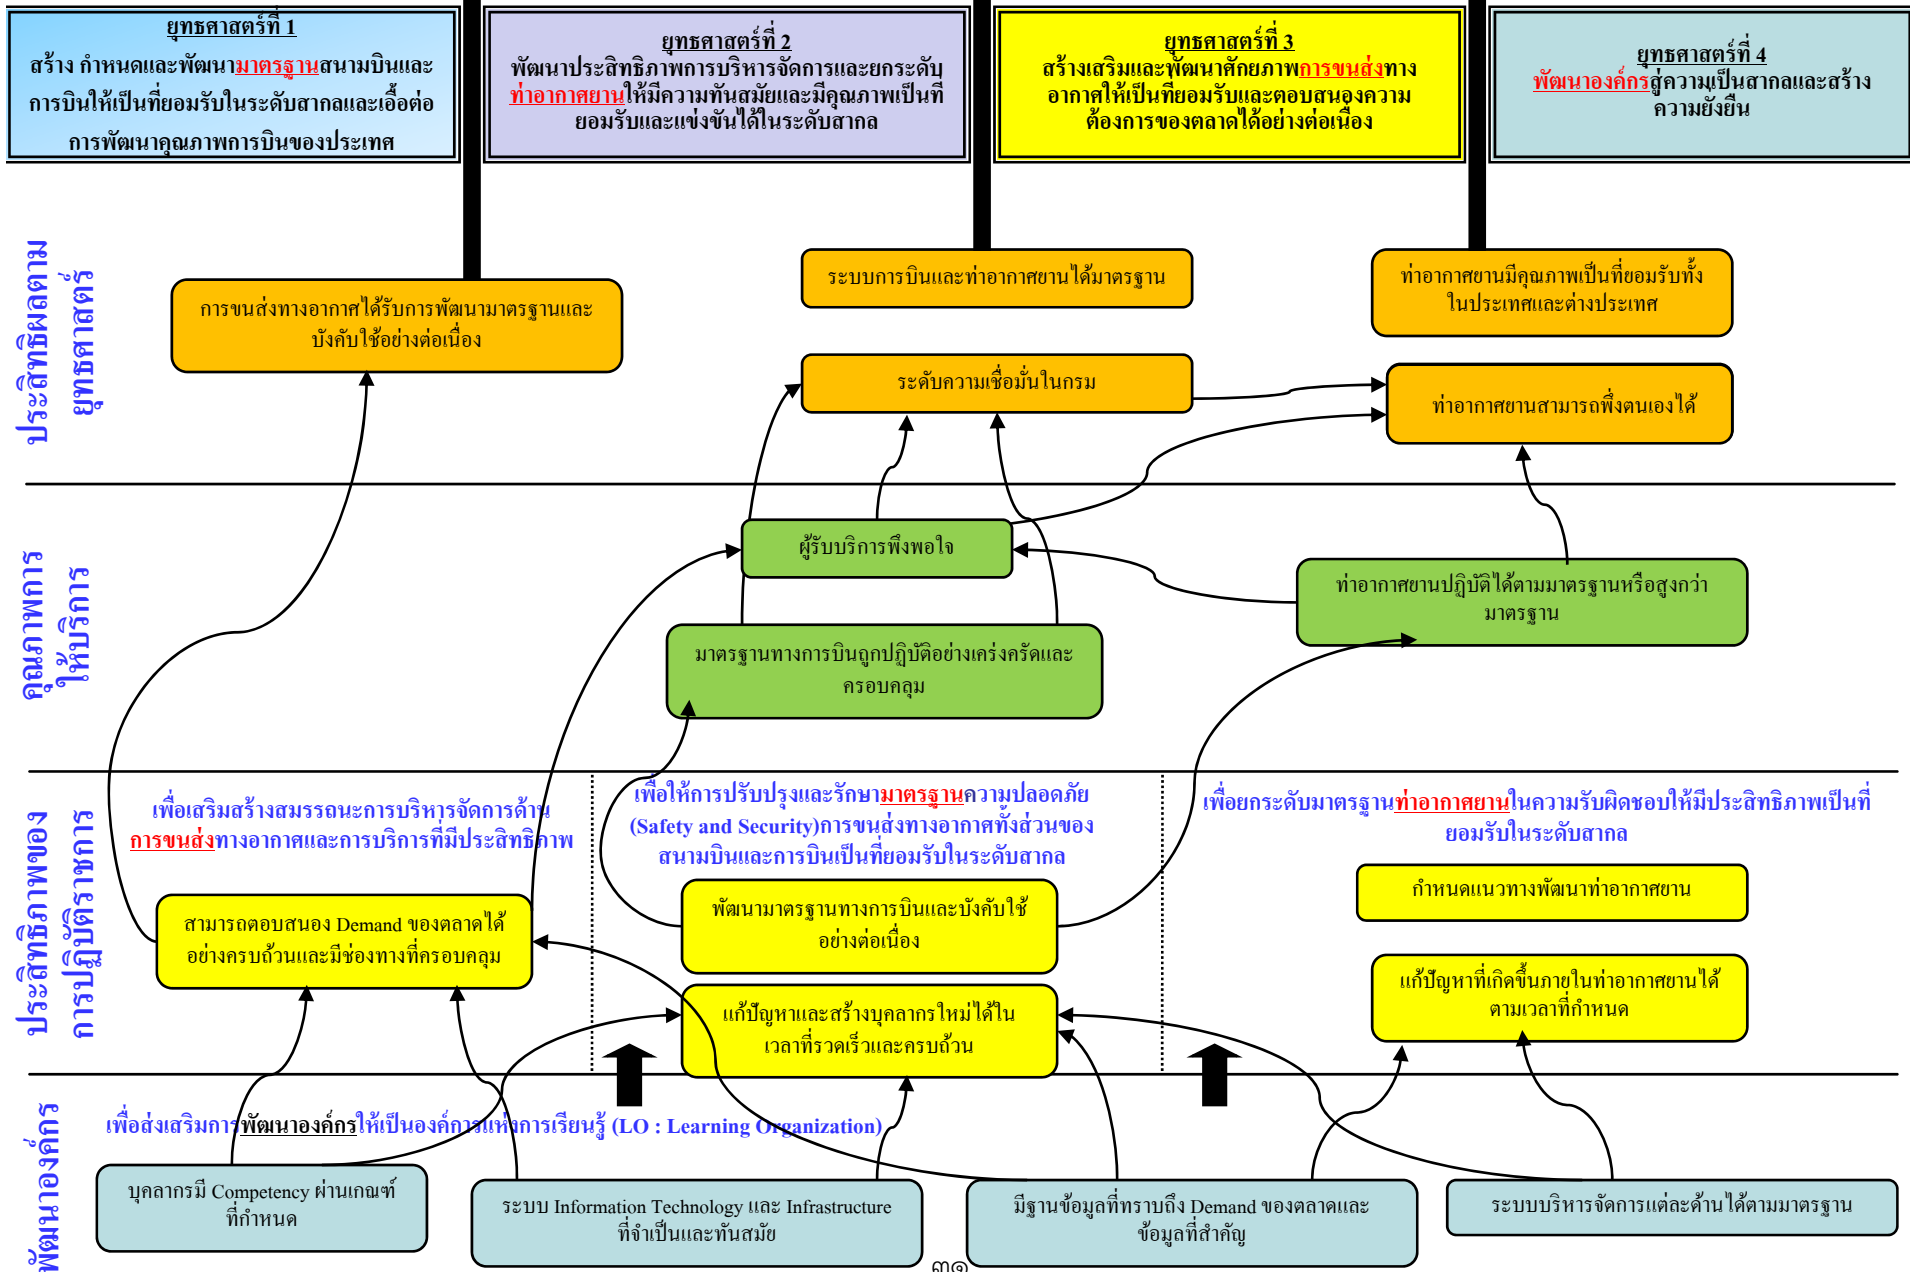 ยุทธศาสตร์ที่ 1
สร้าง กำหนดและพัฒนามาตรฐานสนามบินและ
การบินให้เป็นที่ยอมรับในระดับสากลและเอื้อต่อ
การพัฒนาคุณภาพการบินของประเทศ
ยุทธศาสตร์ที่ 2
พัฒนาประสิทธิภาพการบริหารจัดการและยกระดับ
ท่าอากาศยานให้มีความทันสมัยและมีคุณภาพเป็นที่
ยอมรับและแข่งขันได้ในระดับสากล
ยุทธศาสตร์ที่ 3
สร้างเสริมและพัฒนาศักยภาพการขนส่งทาง
อากาศให้เป็นที่ยอมรับและตอบสนองความ
ต้องการของตลาดได้อย่างต่อเนื่อง
ยุทธศาสตร์ที่ 4
พัฒนาองค์กรสู่ความเป็นสากลและสร้าง
ความยั่งยืน
ประสิทธิผลตาม
ยุทธศาสตร์
การขนส่งทางอากาศได้รับการพัฒนามาตรฐานและ
บังคับใช้อย่างต่อเนื่อง
ระบบการบินและท่าอากาศยานได้มาตรฐาน
ท่าอากาศยานมีคุณภาพเป็นที่ยอมรับทั้ง
ในประเทศและต่างประเทศ
ระดับความเชื่อมั่นในกรม
ท่าอากาศยานสามารถพึ่งตนเองได้
คุณภาพการ
ให้บริการ
ผู้รับบริการพึงพอใจ
ท่าอากาศยานปฏิบัติได้ตามมาตรฐานหรือสูงกว่า
มาตรฐาน
มาตรฐานทางการบินถูกปฏิบัติอย่างเคร่งครัดและ
ครอบคลุม
ประสิทธิภาพของ
การปฏิบัติราชการ
เพื่อเสริมสร้างสมรรถนะการบริหารจัดการด้าน
การขนส่งทางอากาศและการบริการที่มีประสิทธิภาพ
เพื่อให้การปรับปรุงและรักษามาตรฐานความปลอดภัย
(Safety and Security)การขนส่งทางอากาศทั้งส่วนของ
สนามบินและการบินเป็นที่ยอมรับในระดับสากล
เพื่อยกระดับมาตรฐานท่าอากาศยานในความรับผิดชอบให้มีประสิทธิภาพเป็นที่
ยอมรับในระดับสากล
สามารถตอบสนอง Demand ของตลาดได้
อย่างครบถ้วนและมีช่องทางที่ครอบคลุม
พัฒนามาตรฐานทางการบินและบังคับใช้
อย่างต่อเนื่อง
กำหนดแนวทางพัฒนาท่าอากาศยาน
แก้ปัญหาและสร้างบุคลากรใหม่ได้ใน
เวลาที่รวดเร็วและครบถ้วน
แก้ปัญหาที่เกิดขึ้นภายในท่าอากาศยานได้
ตามเวลาที่กำหนด
พัฒนาองค์กร
เพื่อส่งเสริมการพัฒนาองค์กรให้เป็นองค์การแห่งการเรียนรู้ (LO : Learning Organization)
บุคลากรมี Competency ผ่านเกณฑ์
ที่กำหนด
ระบบ Information Technology และ Infrastructure
ที่จำเป็นและทันสมัย
มีฐานข้อมูลที่ทราบถึง Demand ของตลาดและ
ข้อมูลที่สำคัญ
ระบบบริหารจัดการแต่ละด้านได้ตามมาตรฐาน
๓๑